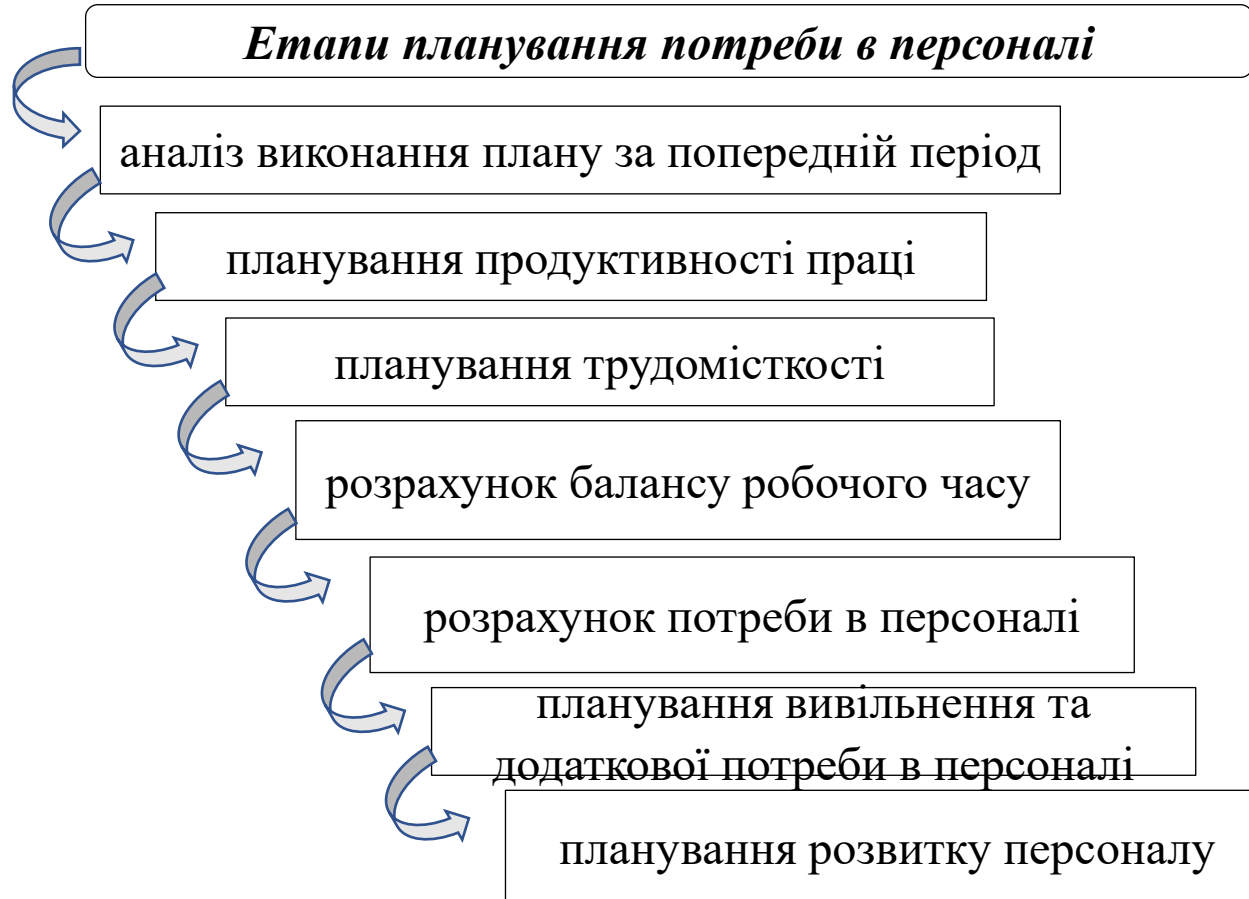 Етапи планування потреби в персоналі
аналіз виконання плану за попередній період
планування продуктивності праці
планування трудомісткості
розрахунок балансу робочого часу
розрахунок потреби в персоналі
планування вивільнення та
додаткової потреби в персоналі
планування розвитку персоналу